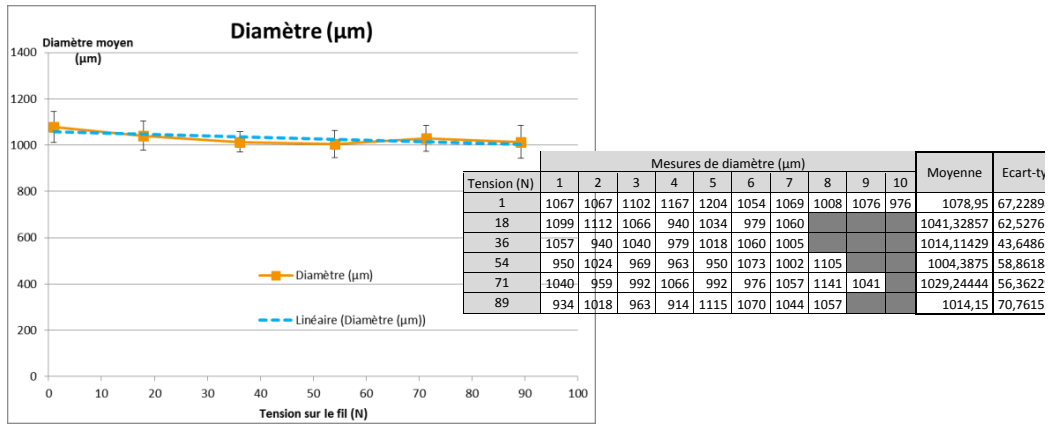 Diamètre (µm)
Diamètre moyen
(µm)
1400
1200
1000
800
600
400
200
0
0 10 20 30 40 50 60 70 80 90 100
Tension sur le fil (N)
Diamètre (µm)
Linéaire (Diamètre (µm))
Mesures de diamètre (µm) Moyenne Ecart-ty
Tension (N) 1 2 3 4 5 6 7 8 9 10
1 1067 1067 1102 1167 1204 1054 1069 1008 1076 976 1078,95 67,2289
18 1099 1112 1066 940 1034 979 1060 1041,32857 62,5276
36 1057 940 1040 979 1018 1060 1005 1014,11429 43,6486
54 950 1024 969 963 950 1073 1002 1105 1004,3875 58,8618
71 1040 959 992 1066 992 976 1057 1141 1041 1029,24444 56,3622
89 934 1018 963 914 1115 1070 1044 1057 1014,15 70,7615